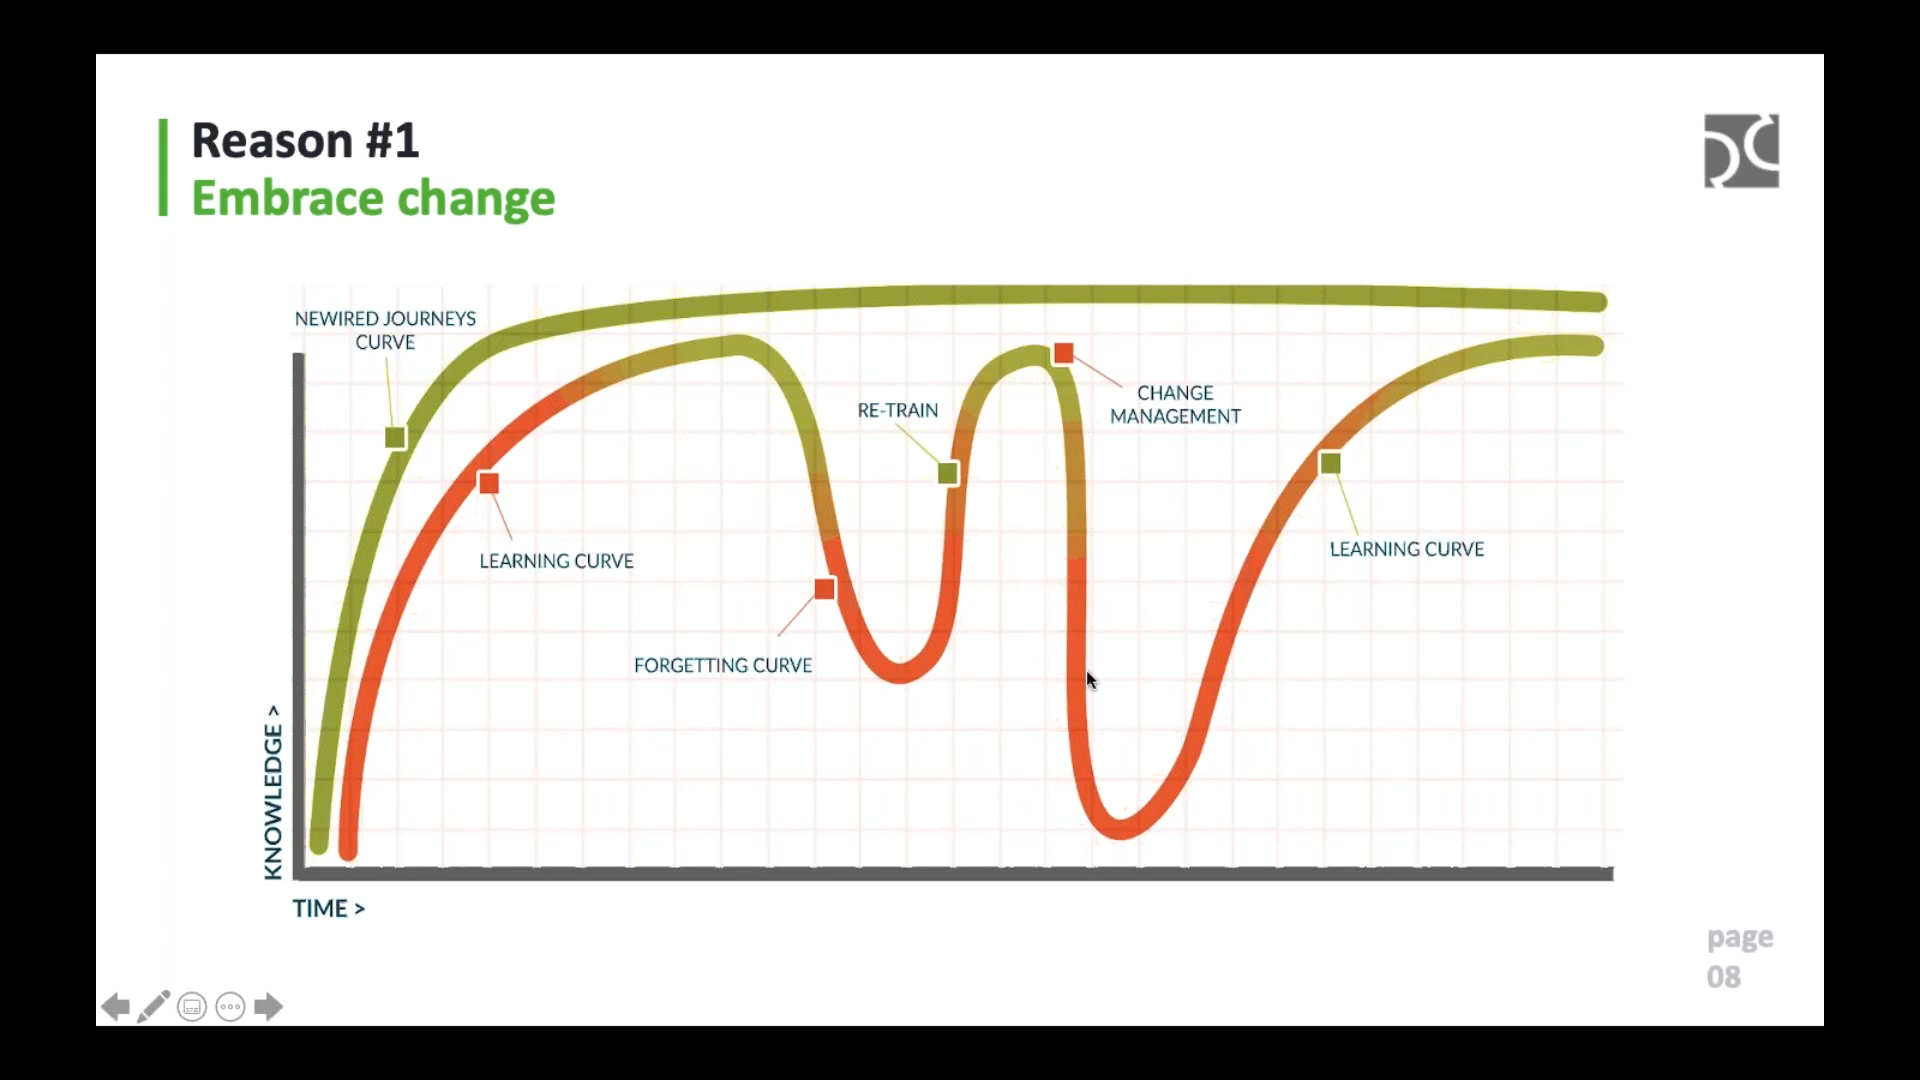 Reason #1
Embrace change
NEWIRED JOURNEYS
CURVE
LEARNING CURVE
FORGETTING CURVE
RE-TRAIN
CHANGE
MANAGEMENT
LEARNING CURVE
KNOWLEDGE >
TIME >
page
08